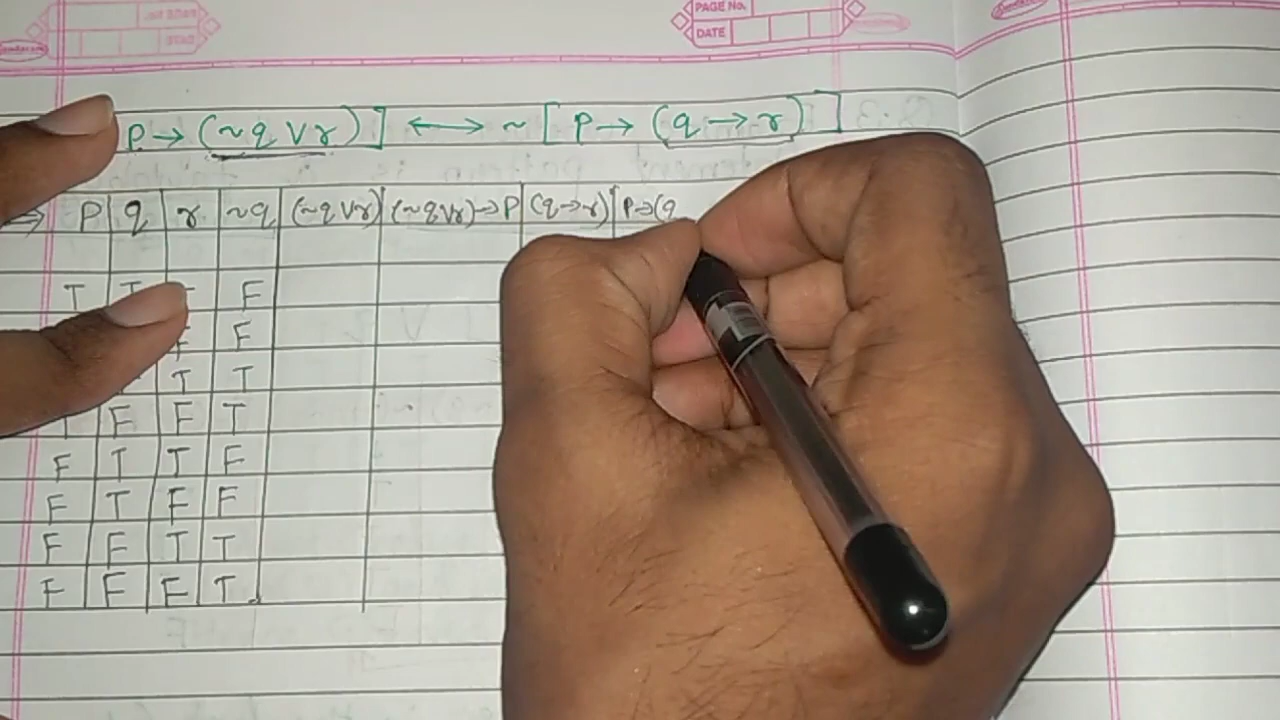 PAGE No.
DATE
P → (~q ∨ r)] ⟷ ~[P → (q → r)]
⇒ P q r ~q (~q∨r) (~q∨r)→P (q→r) P→(q
T T F
F F
T T
F F T
F T T F
F T F F
F F T T
F F F T